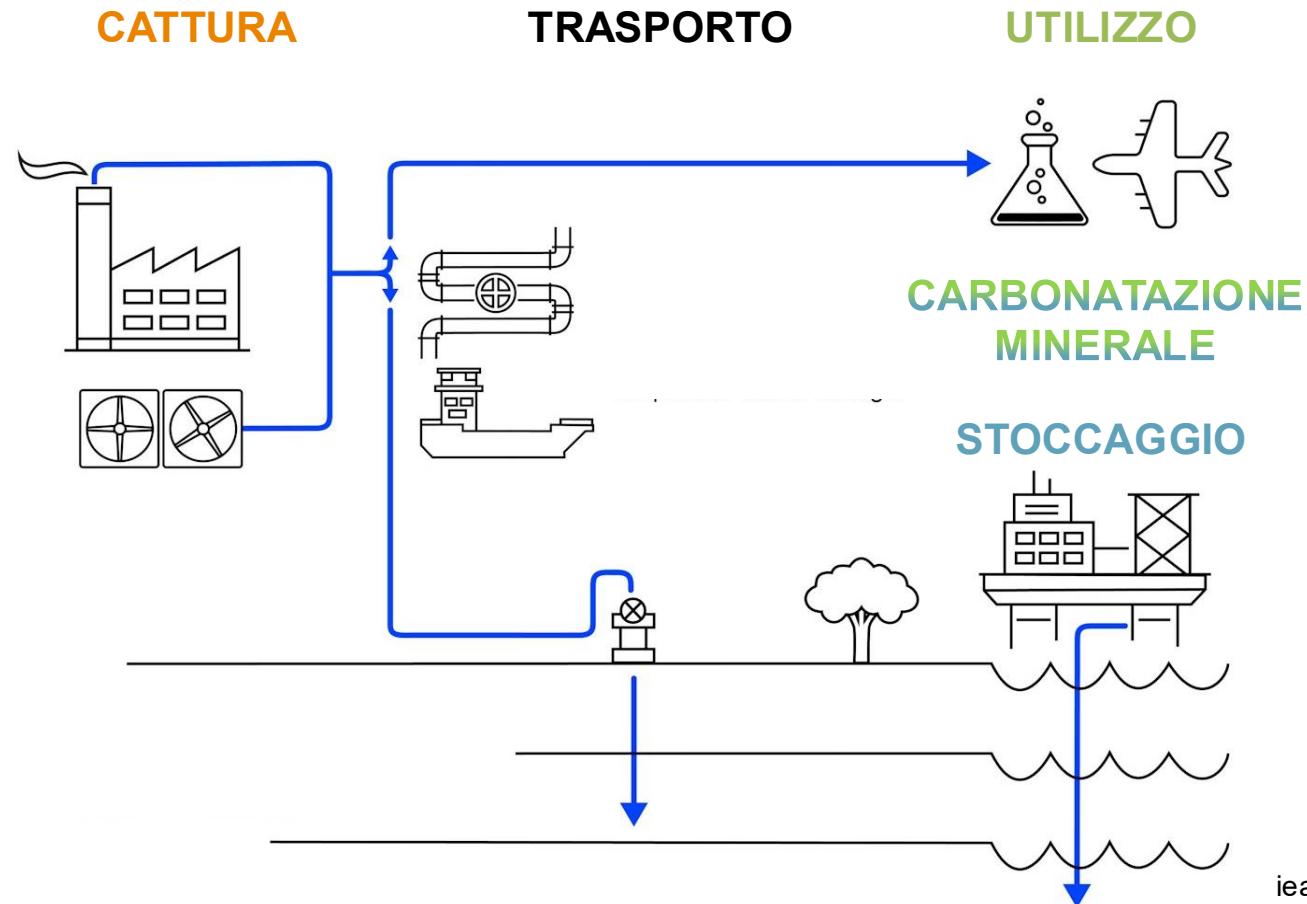 CATTURA
TRASPORTO
UTILIZZO
CARBONATAZIONE
MINERALE
STOCCAGGIO
iea